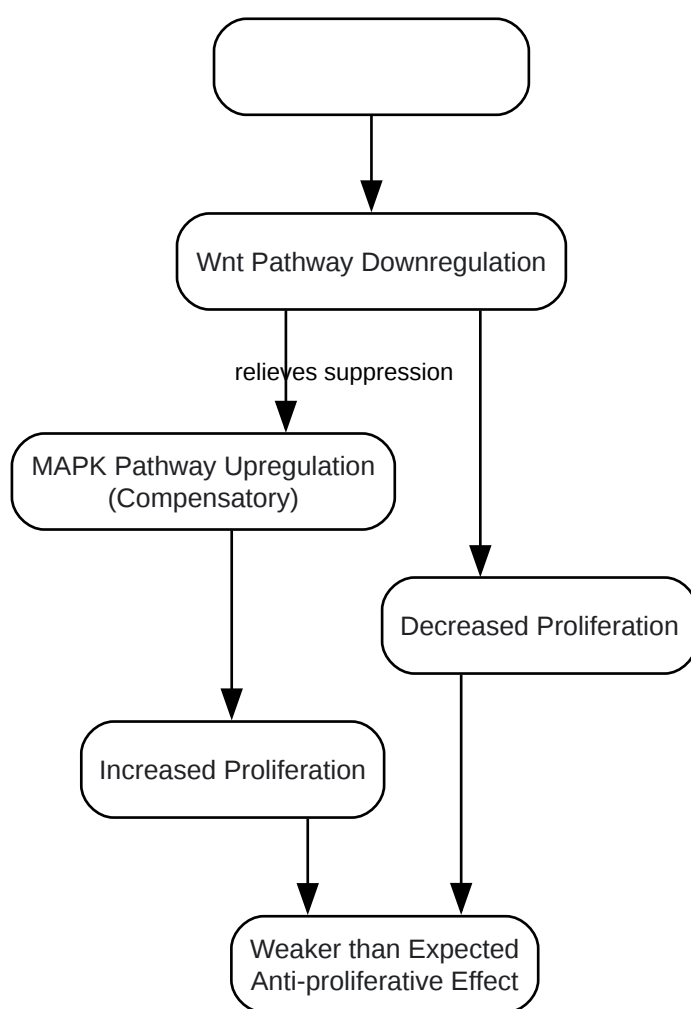 Wnt Pathway Downregulation
relieves suppression
MAPK Pathway Upregulation
(Compensatory)
Decreased Proliferation
Increased Proliferation
Weaker than Expected
Anti-proliferative Effect